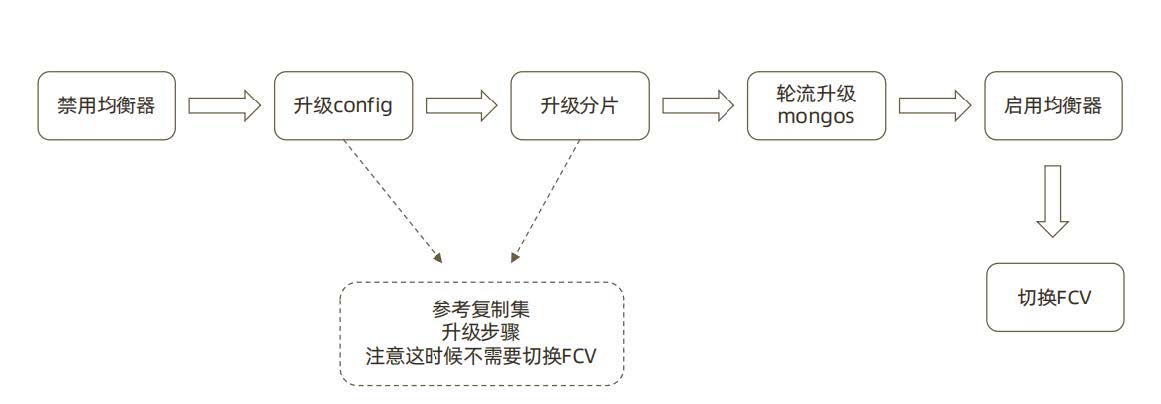 禁用均衡器
升级config
升级分片
轮流升级
mongos
启用均衡器
参考复制集
升级步骤
注意这时候不需要切换FCV
切换FCV